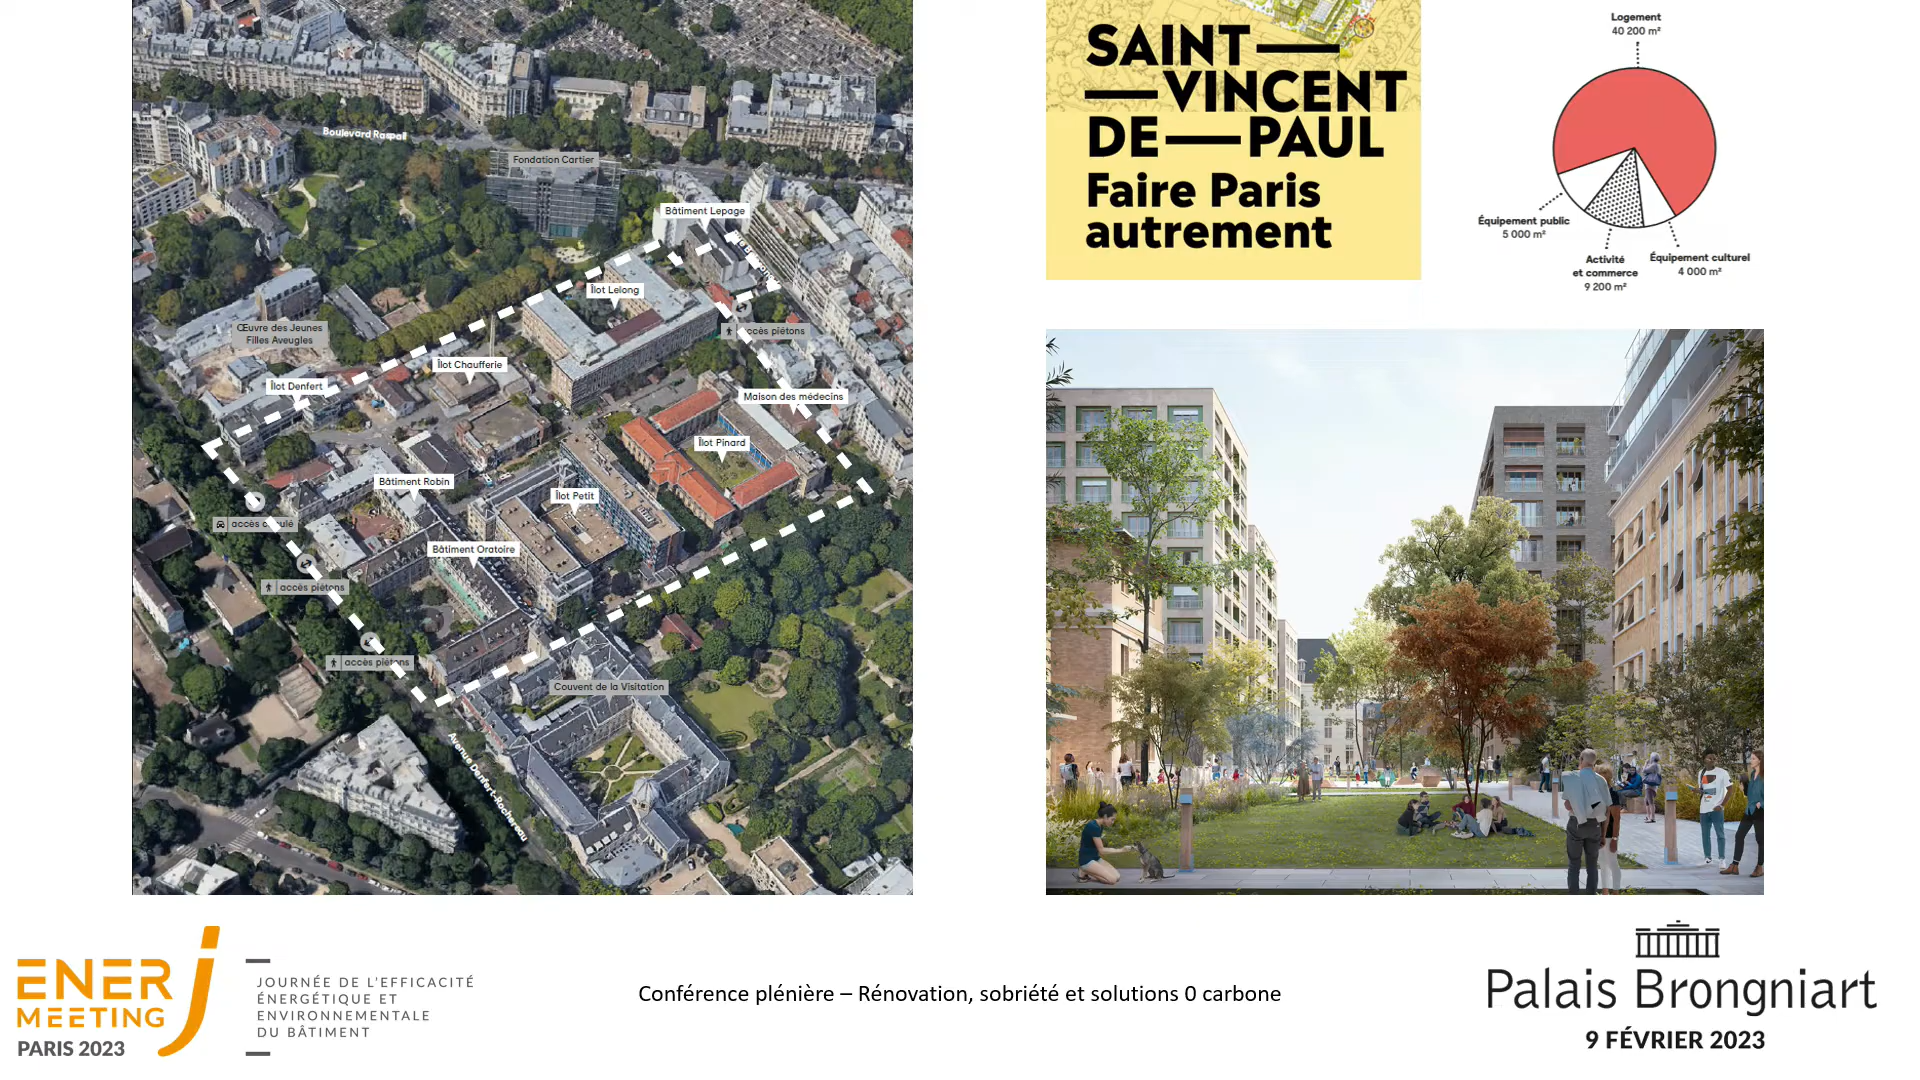 Boulevard Raspail
Fondation Cartier
Bâtiment Lepage
Îlot Lelong
Œuvre des Jeunes
Filles Aveugles
accès piétons
Îlot Chaufferie
Îlot Denfert
Maison des médecins
Îlot Pinard
Bâtiment Robin
Îlot Petit
accès circulé
Bâtiment Oratoire
accès piétons
accès piétons
Couvent de la Visitation
Avenue Denfert-Rochereau
SAINT—
—VINCENT
DE—PAUL
Faire Paris
autrement
Logement
40 200 m²
Équipement public
5 000 m²
Activité
et commerce
9 200 m²
Équipement culturel
4 000 m²
ENERJ
MEETING
PARIS 2023
JOURNÉE DE L'EFFICACITÉ
ÉNERGÉTIQUE ET
ENVIRONNEMENTALE
DU BÂTIMENT
Conférence plénière – Rénovation, sobriété et solutions 0 carbone
Palais Brongniart
9 FÉVRIER 2023